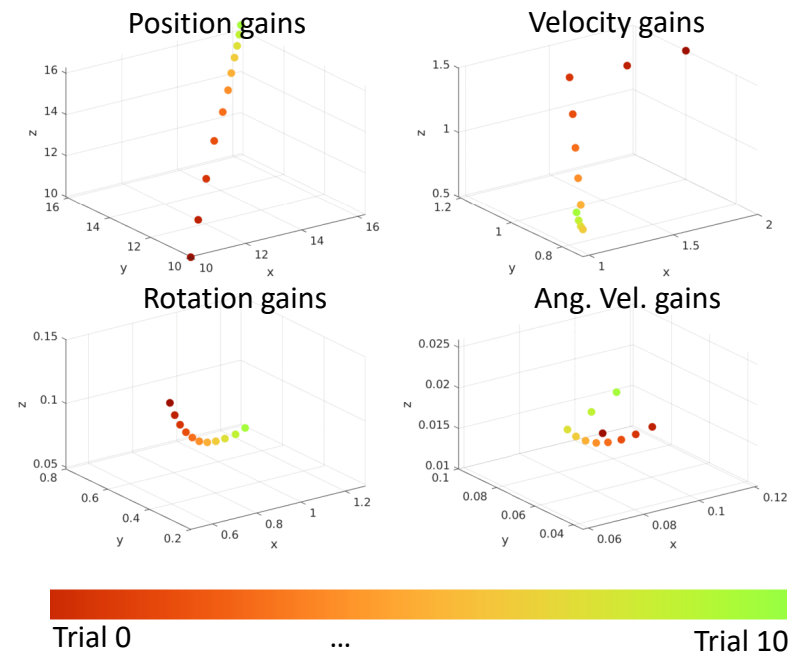 Position gains
Velocity gains
16
14
12
10
z
16
14
12
10
y
10
12
14
16
x
1.5
1
0.5
z
1.2
1
0.8
y
1
1.5
2
x
Rotation gains
Ang. Vel. gains
0.15
0.1
0.05
z
0.8
0.6
0.4
0.2
y
0.6
0.8
1
1.2
x
0.025
0.02
0.015
0.01
z
0.1
0.08
0.06
0.04
y
0.06
0.08
0.1
0.12
x
Trial 0
...
Trial 10